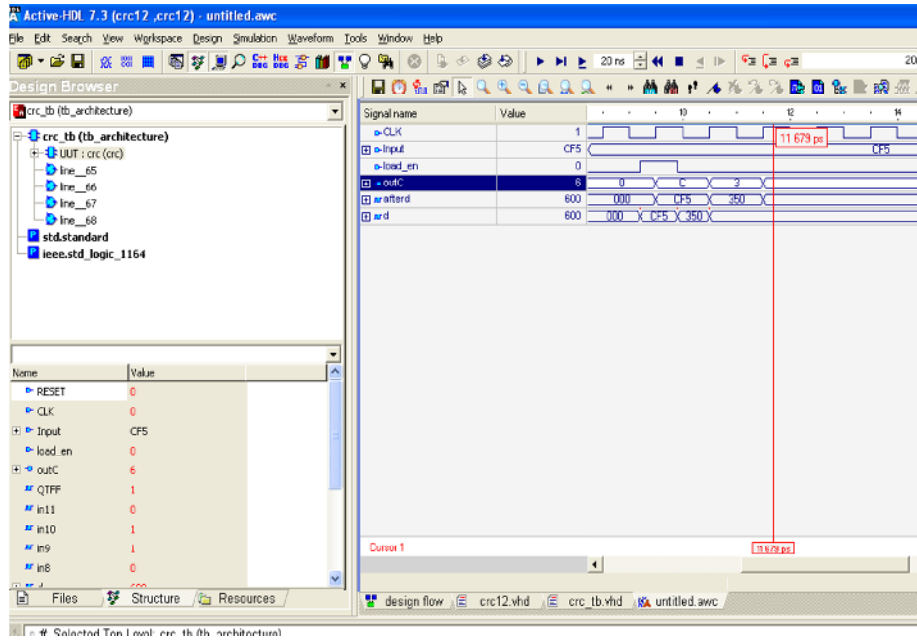 Active-HDL 7.3 (crc12 ,crc12) - untitled.awc
File Edit Search View Workspace Design Simulation Waveform Tools Window Help
20 ns
20
Design Browser
crc_tb (tb_architecture)
crc_tb (tb_architecture)
UUT : crc (crc)
line__65
line__66
line__67
line__68
std.standard
ieee.std_logic_1164
Name Value
RESET 0
CLK 0
Input CF5
load_en 0
outC 6
QTFF 1
in11 0
in10 1
in9 1
in8 0
Files Structure Resources
Signal name Value 10 12 14
CLK 1 11 679 ps
Input CF5 CF5
load_en 0
outC 6 0 C 3
afterd 600 000 CF5 350
d 600 000 CF5 350
Cursor 1 11 679 ps
design flow crc12.vhd crc_tb.vhd untitled.awc
# Selected Top Level: crc_tb (tb_architecture)